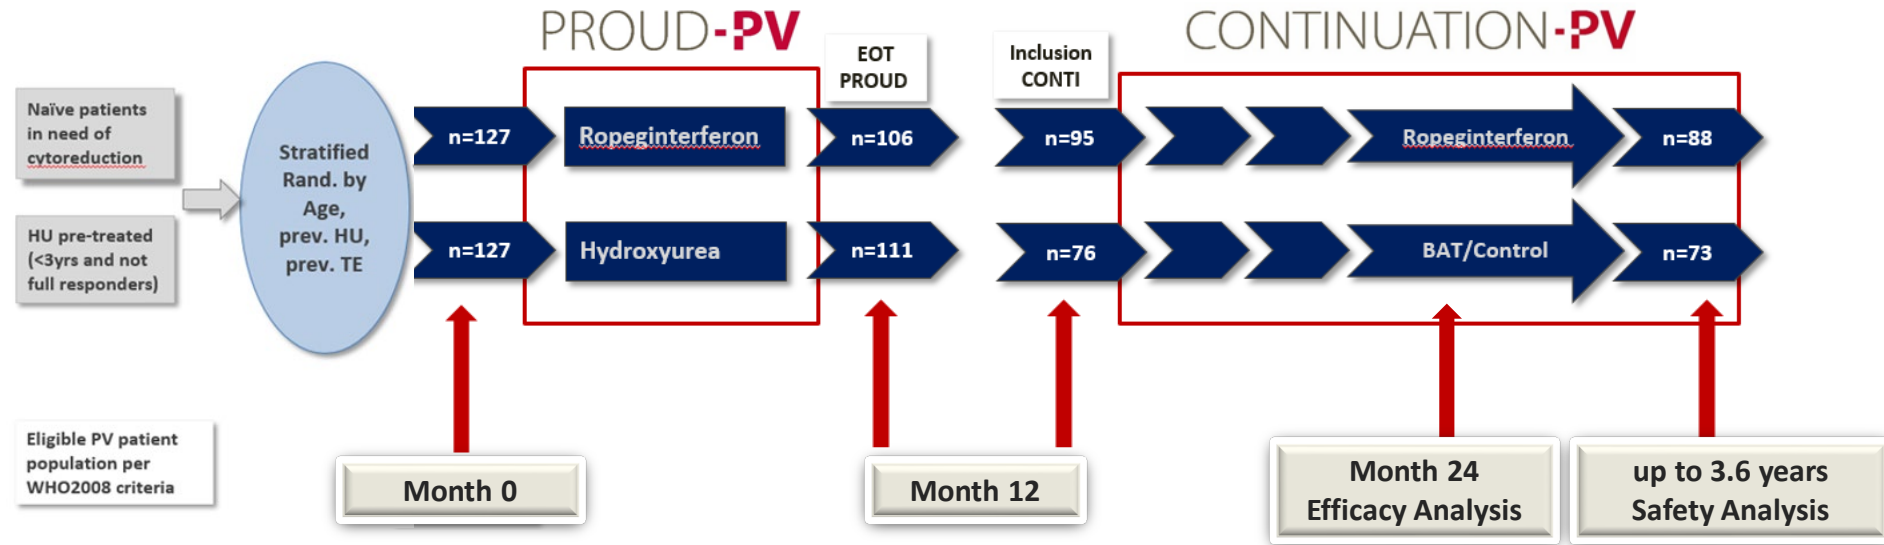 PROUD-PV
CONTINUATION-PV
EOT
PROUD
Inclusion
CONTI
Naïve patients
in need of
cytoreduction
HU pre-treated
(<3yrs and not
full responders)
Stratified
Rand. by
Age,
prev. HU,
prev. TE
n=127
Ropeginterferon
n=106
n=95
Ropeginterferon
n=88
n=127
Hydroxyurea
n=111
n=76
BAT/Control
n=73
Eligible PV patient
population per
WHO2008 criteria
Month 0
Month 12
Month 24
Efficacy Analysis
up to 3.6 years
Safety Analysis